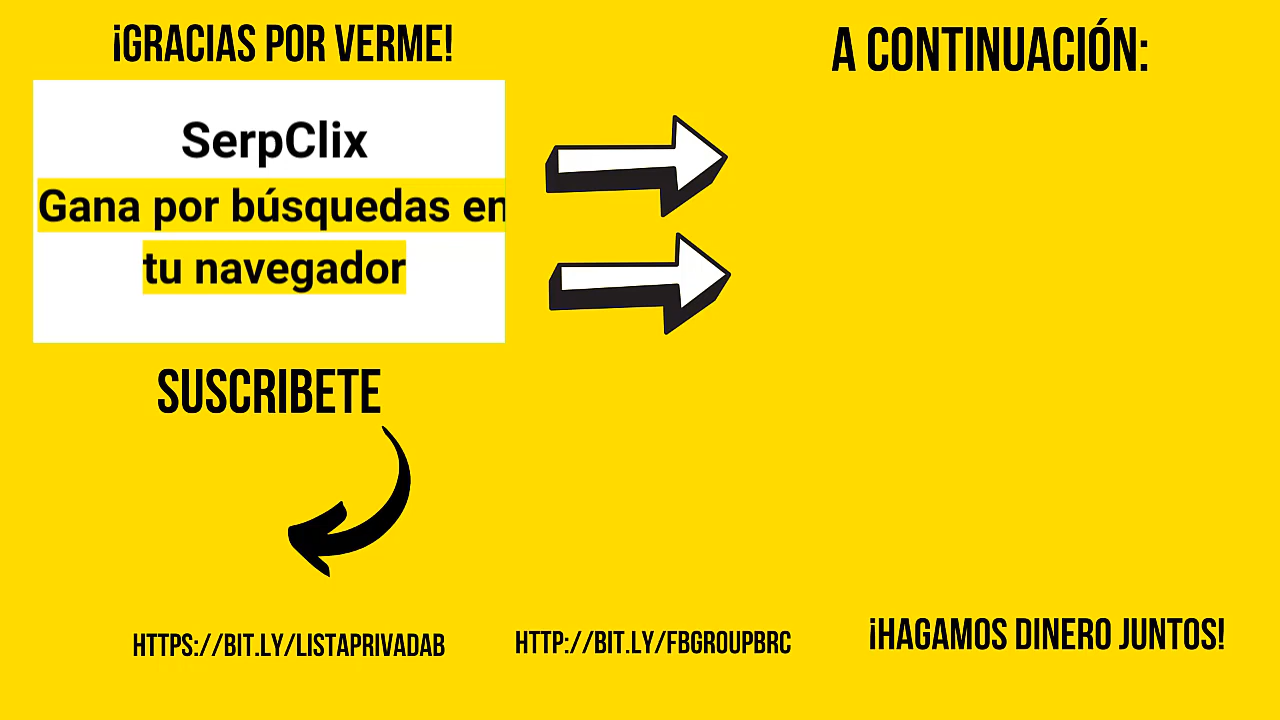 ¡GRACIAS POR VERME!
A CONTINUACIÓN:
SerpClix
Gana por búsquedas en
tu navegador
SUSCRIBETE
HTTPS://BIT.LY/LISTAPRIVADAB
HTTP://BIT.LY/FBGROUPBRC
¡HAGAMOS DINERO JUNTOS!